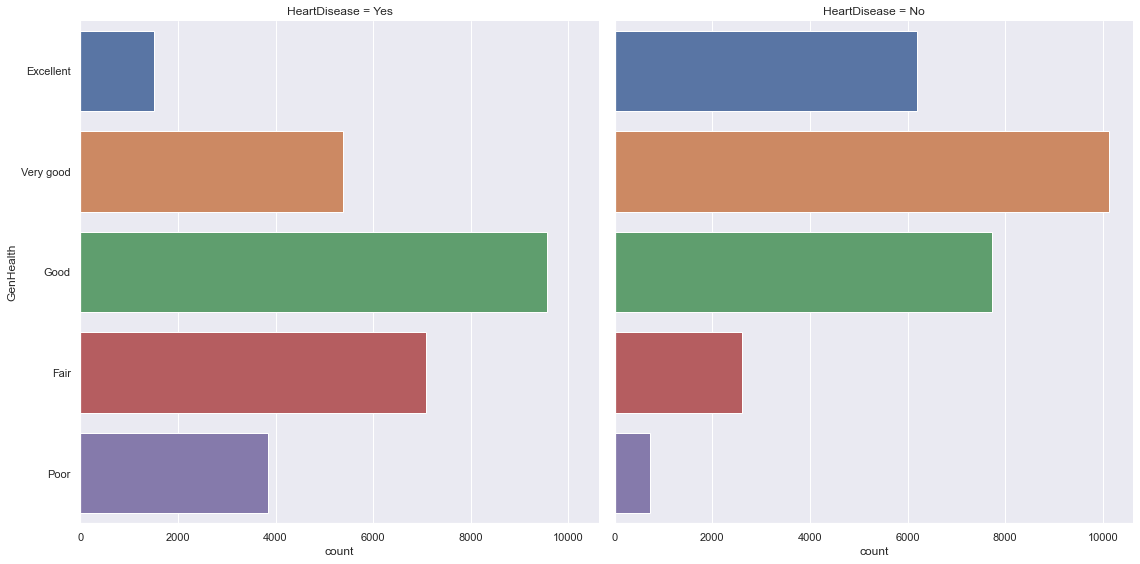 HeartDisease = Yes
HeartDisease = No
GenHealth
Excellent
Very good
Good
Fair
Poor
0 2000 4000 6000 8000 10000
0 2000 4000 6000 8000 10000
count
count